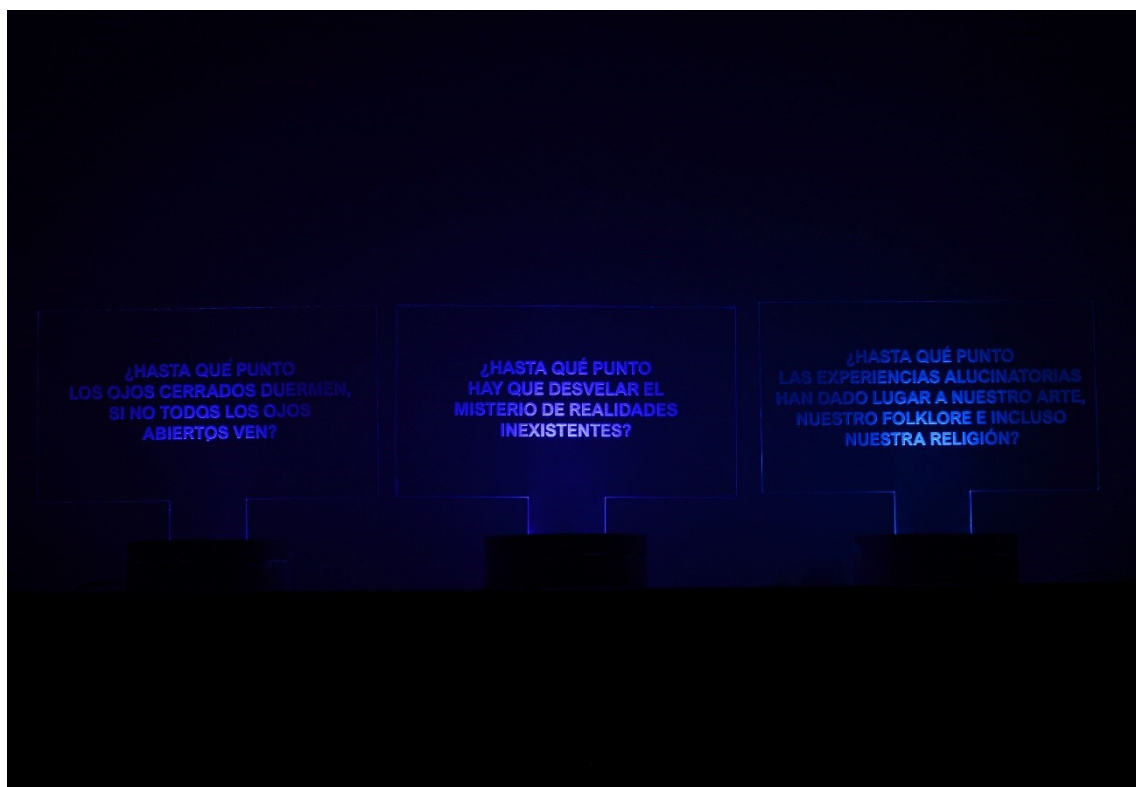 ¿HASTA QUÉ PUNTO
LOS OJOS CERRADOS DUERMEN,
SI NO TODOS LOS OJOS
ABIERTOS VEN?
¿HASTA QUÉ PUNTO
HAY QUE DESVELAR EL
MISTERIO DE REALIDADES
INEXISTENTES?
¿HASTA QUÉ PUNTO
LAS EXPERIENCIAS ALUCINATORIAS
HAN DADO LUGAR A NUESTRO ARTE,
NUESTRO FOLKLORE E INCLUSO
NUESTRA RELIGIÓN?